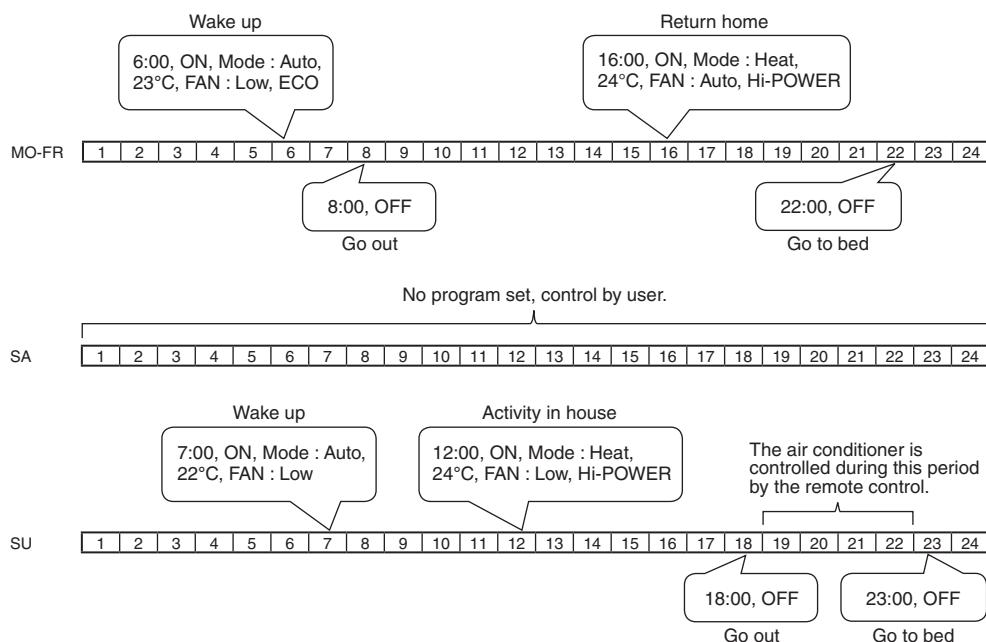 Wake up
6:00, ON, Mode : Auto,
23°C, FAN : Low, ECO
Return home
16:00, ON, Mode : Heat,
24°C, FAN : Auto, Hi-POWER
MO-FR 1 2 3 4 5 6 7 8 9 10 11 12 13 14 15 16 17 18 19 20 21 22 23 24
8:00, OFF
Go out
22:00, OFF
Go to bed
No program set, control by user.
SA 1 2 3 4 5 6 7 8 9 10 11 12 13 14 15 16 17 18 19 20 21 22 23 24
Wake up
7:00, ON, Mode : Auto,
22°C, FAN : Low
Activity in house
12:00, ON, Mode : Heat,
24°C, FAN : Low, Hi-POWER
The air conditioner is
controlled during this period
by the remote control.
SU 1 2 3 4 5 6 7 8 9 10 11 12 13 14 15 16 17 18 19 20 21 22 23 24
18:00, OFF
Go out
23:00, OFF
Go to bed